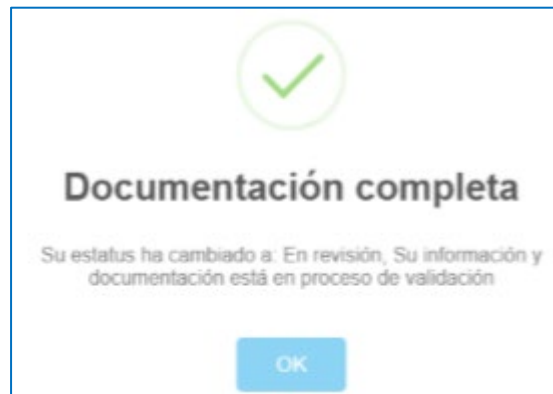 Documentación completa
Su estatus ha cambiado a: En revisión, Su información y
documentación está en proceso de validación
OK